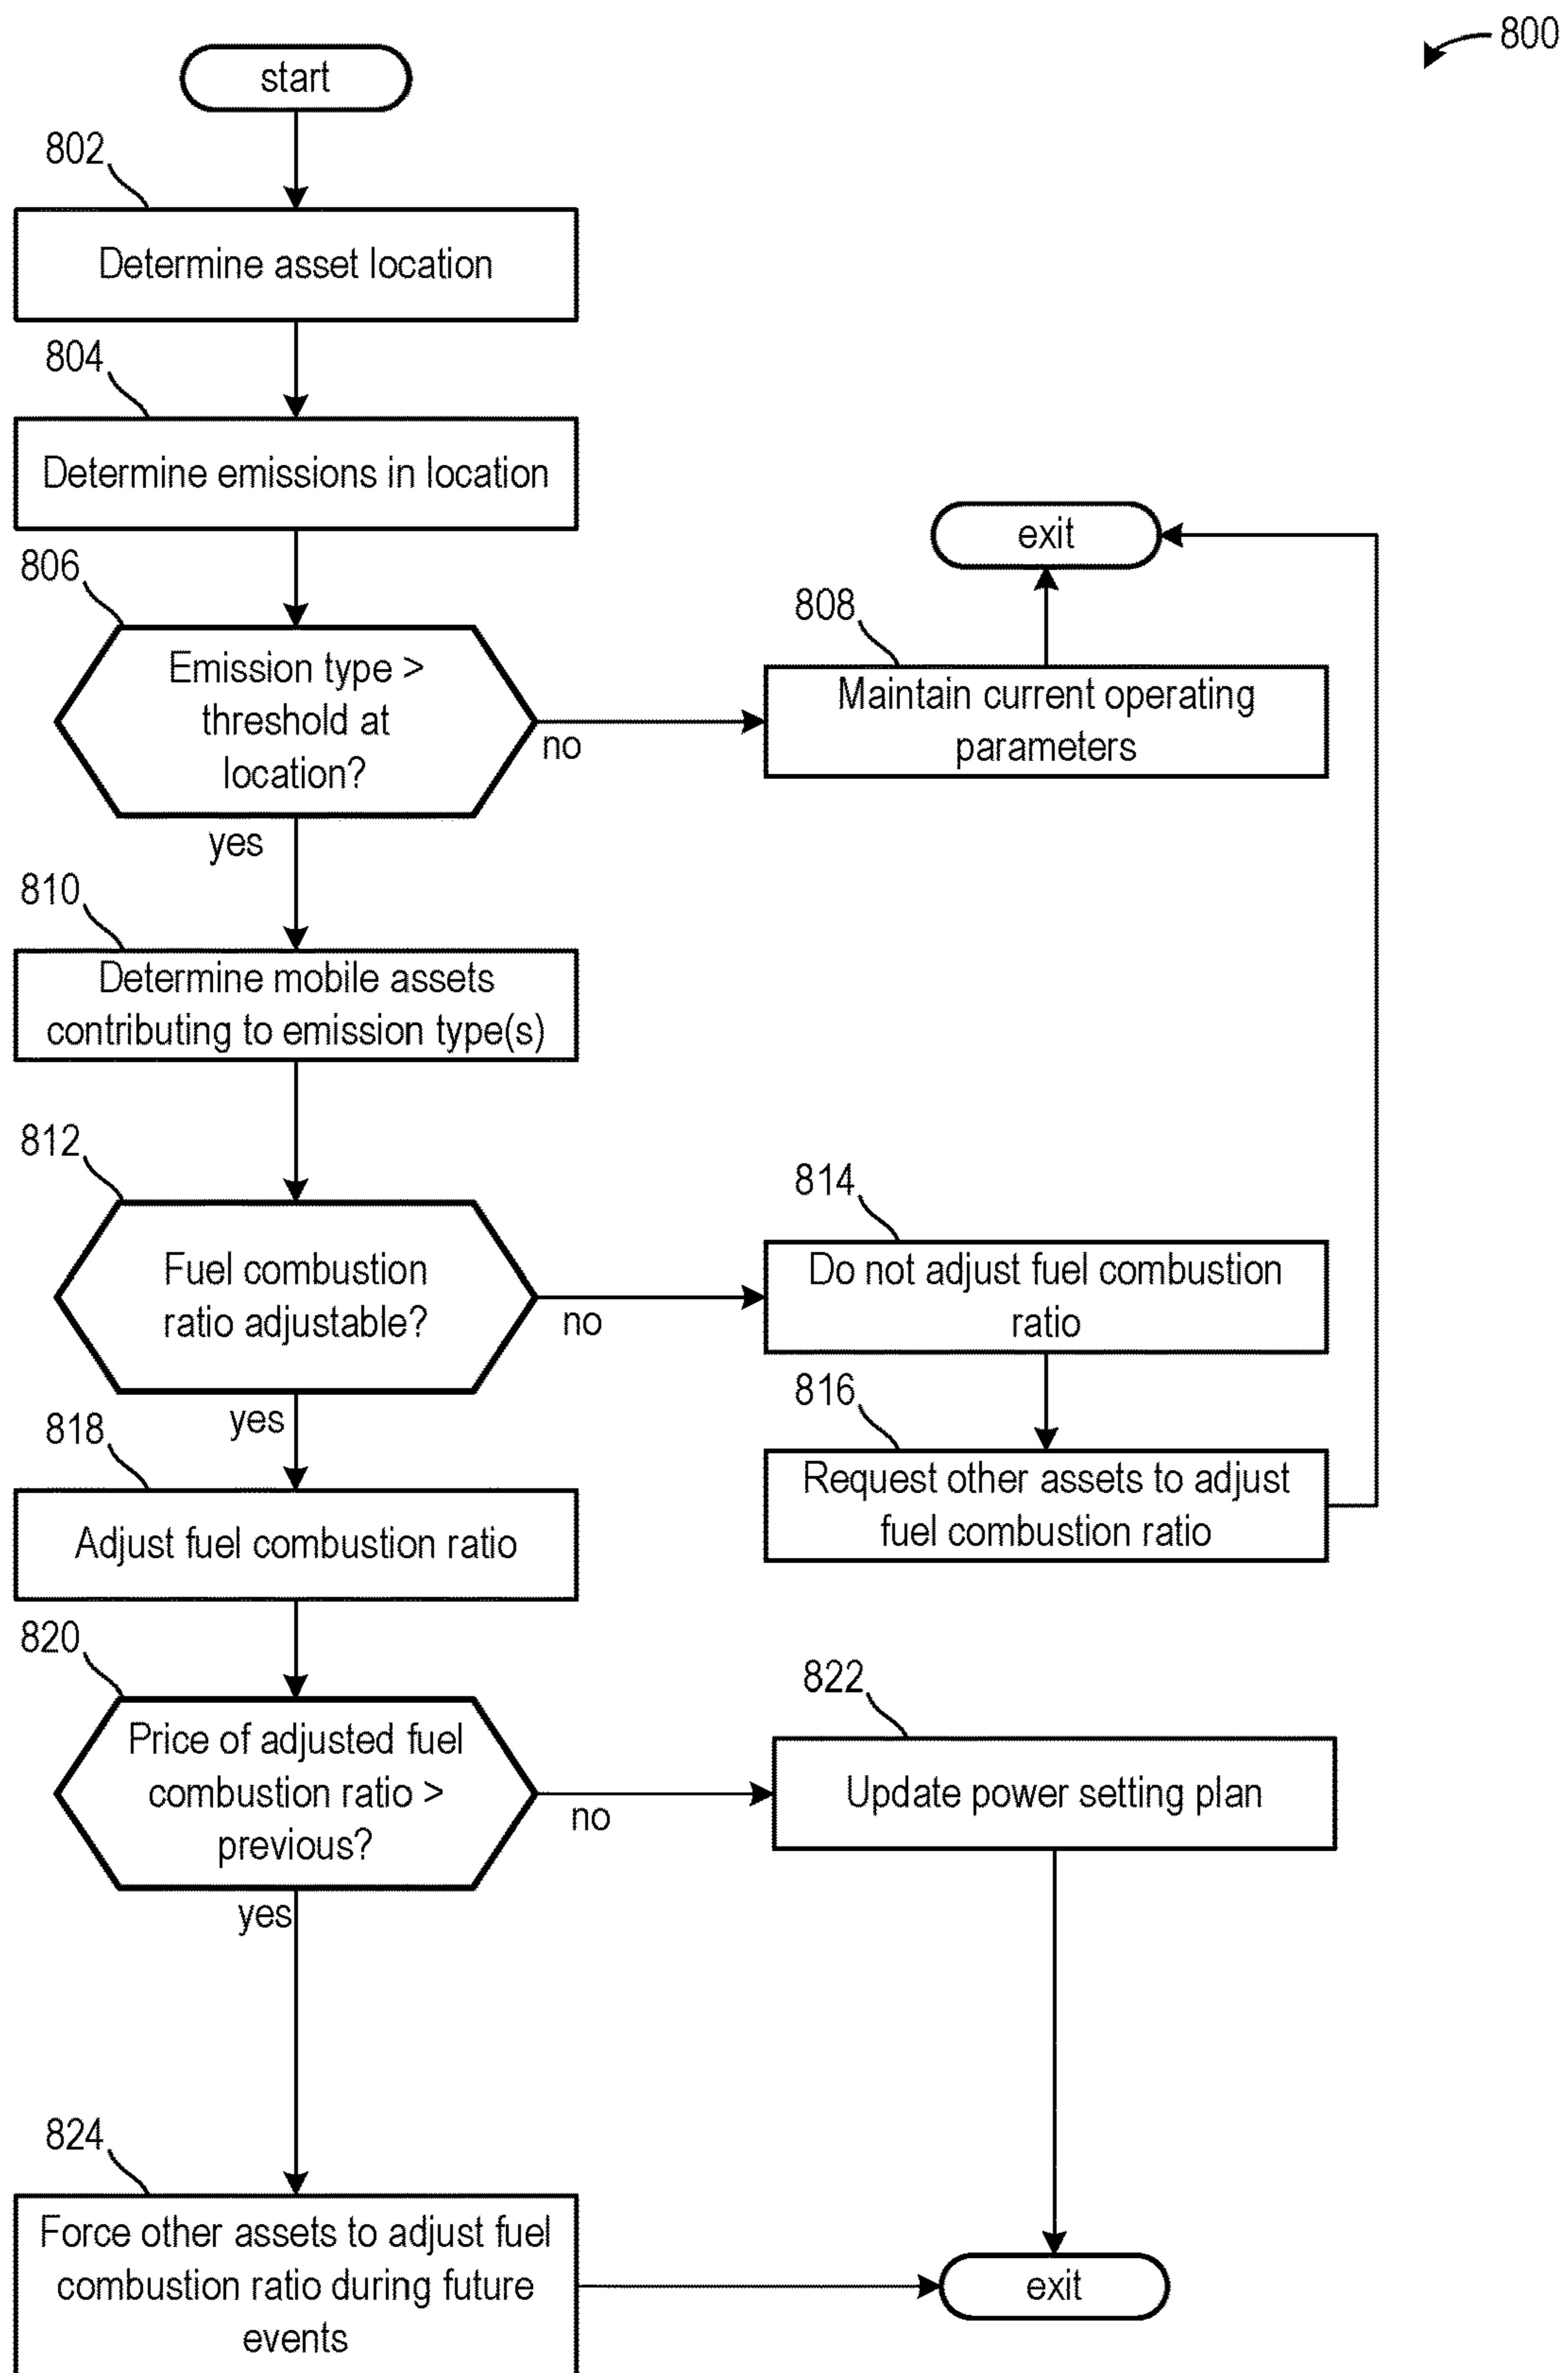 800
start
802
Determine asset location
804
Determine emissions in location
806
Emission type >
threshold at
location?
no
yes
exit
808
Maintain current operating
parameters
810
Determine mobile assets
contributing to emission type(s)
812
Fuel combustion
ratio adjustable?
no
yes
814
Do not adjust fuel combustion
ratio
816
Request other assets to adjust
fuel combustion ratio
818
Adjust fuel combustion ratio
820
Price of adjusted fuel
combustion ratio >
previous?
no
yes
822
Update power setting plan
824
Force other assets to adjust fuel
combustion ratio during future
events
exit